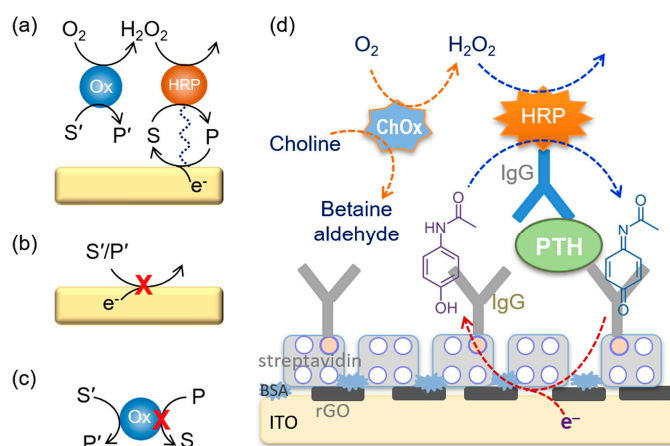 (a)
O₂ H₂O₂
Ox HRP
S′ P′ S P
e⁻
(b)
S′/P′
e⁻ X
(c)
S′ P
Ox X
P′ S
(d)
O₂ H₂O₂
ChOx
HRP
Choline
IgG
Betaine
aldehyde
O
HN
OH
PTH
O
N
O
IgG
streptavidin
BSA
rGO
ITO
e⁻